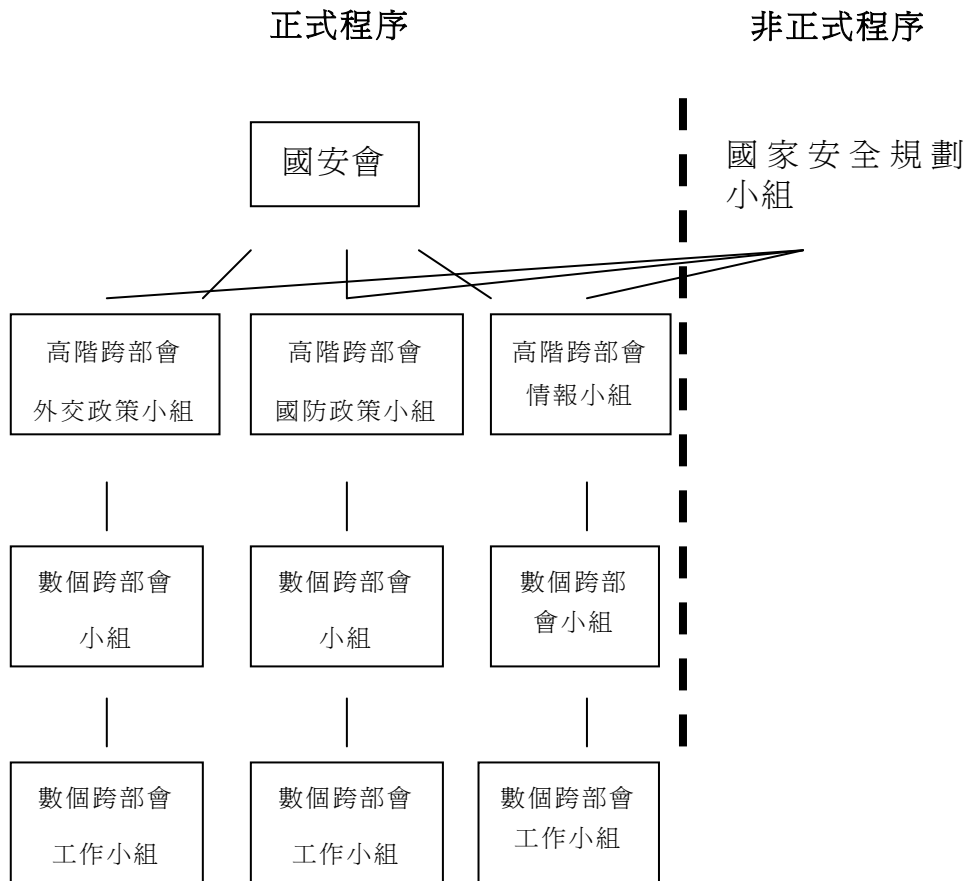 正式程序
非正式程序
國安會
國家安全規劃
小組
高階跨部會
外交政策小組
高階跨部會
國防政策小組
高階跨部會
情報小組
數個跨部會
小組
數個跨部會
小組
數個跨部
會小組
數個跨部會
工作小組
數個跨部會
工作小組
數個跨部會
工作小組